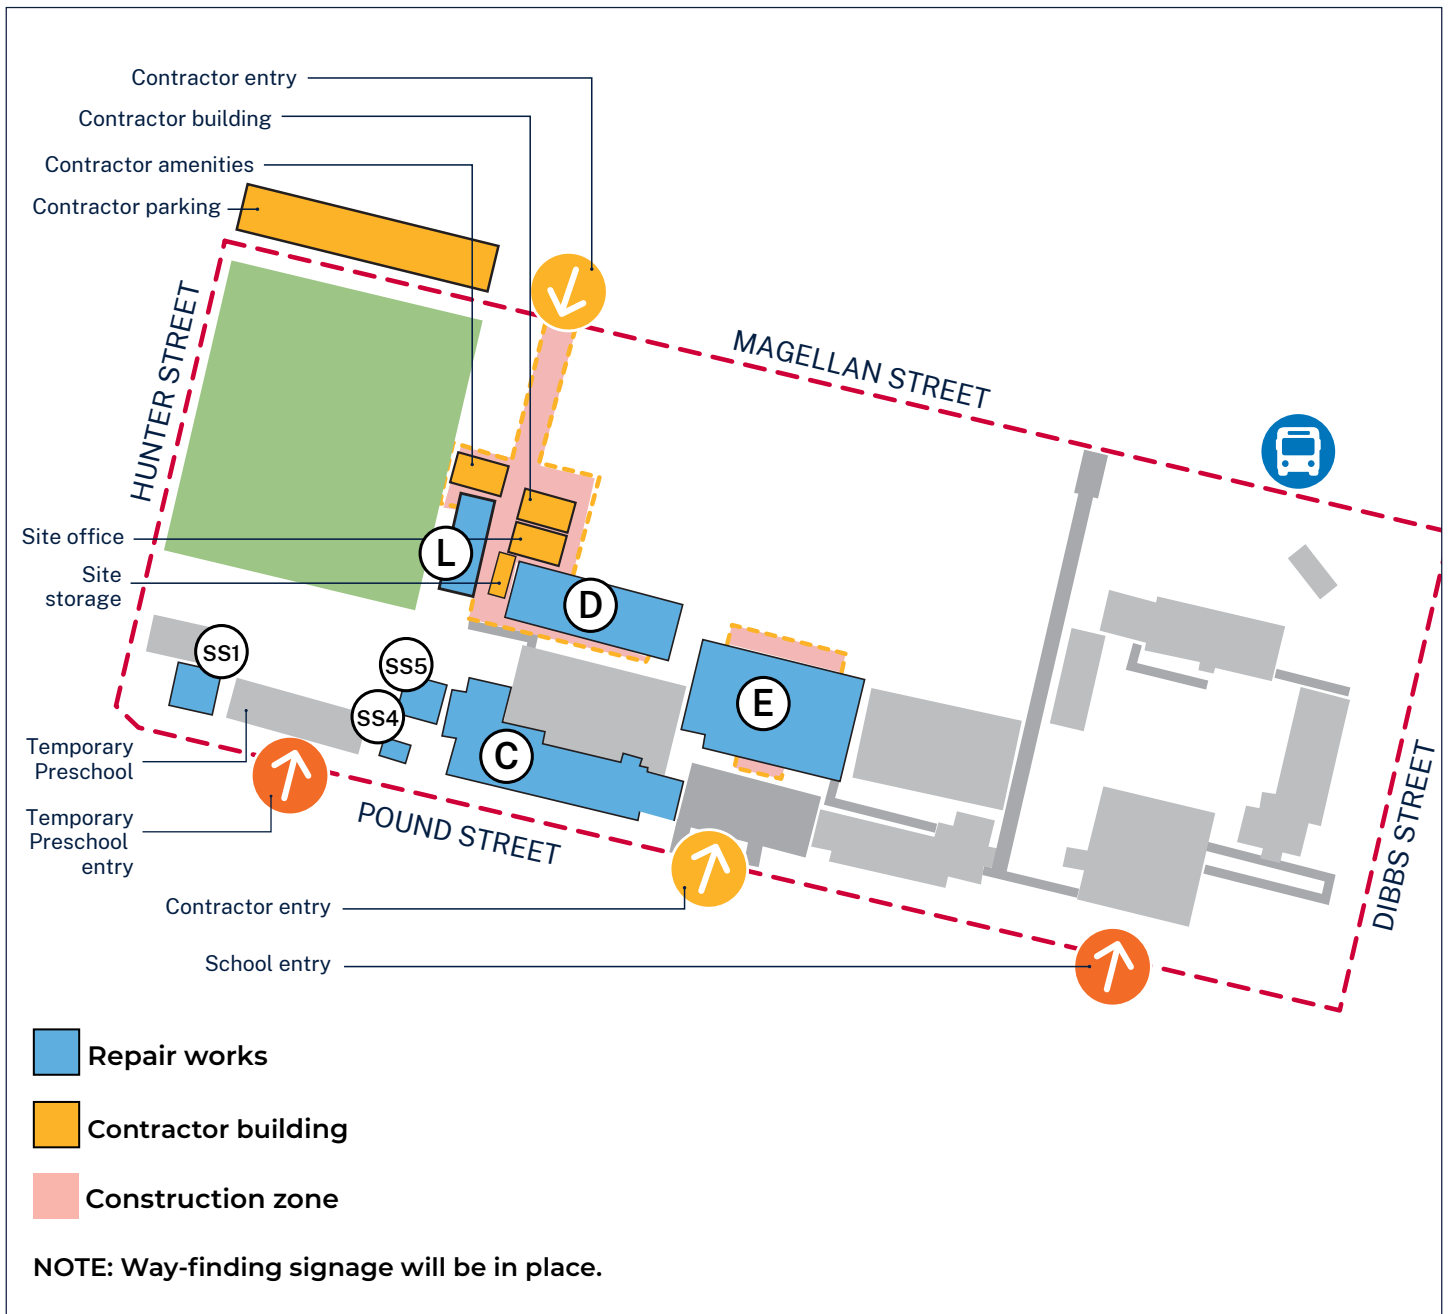 Contractor entry
Contractor building
Contractor amenities
Contractor parking
MAGELLAN STREET
HUNTER STREET
Site office
L
Site
storage
D
SS1
SS5
SS4
E
C
Temporary
Preschool
POUND STREET
DIBBS STREET
Temporary
Preschool
entry
Contractor entry
School entry
Repair works
Contractor building
Construction zone
NOTE: Way-finding signage will be in place.